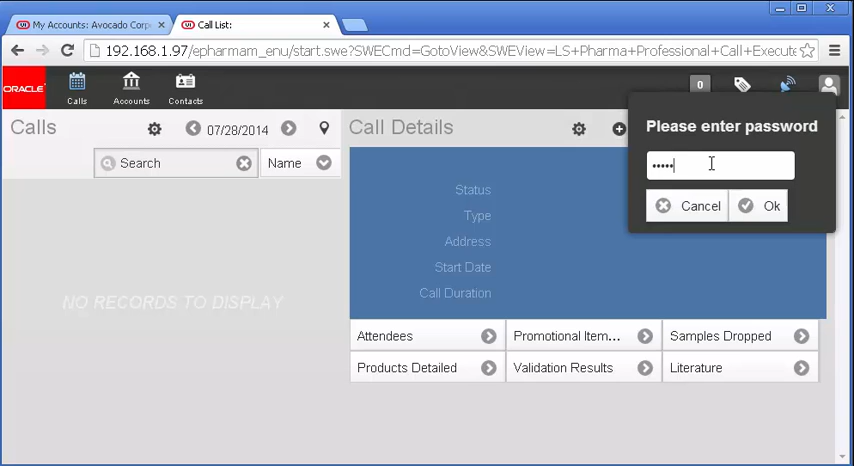 My Accounts: Avocado Corp
Call List:
192.168.1.97/epharmam_enu/start.swe?SWECmd=GotoView&SWEView=LS+Pharma+Professional+Call+Execute
ORACLE
Calls
Accounts
Contacts
0
Please enter password
•••••
Cancel
Ok
Calls
07/28/2014
Search
Name
NO RECORDS TO DISPLAY
Call Details
Status
Type
Address
Start Date
Call Duration
Attendees
Promotional Item...
Samples Dropped
Products Detailed
Validation Results
Literature